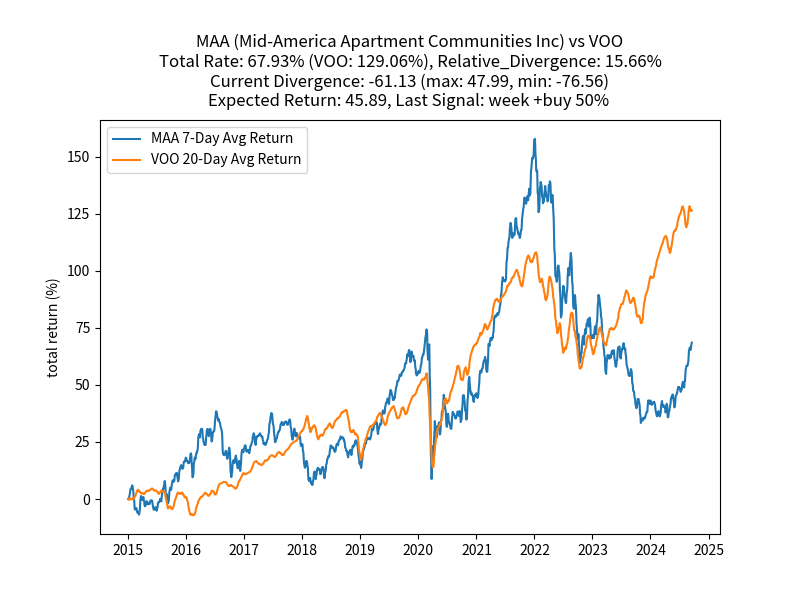 MAA (Mid-America Apartment Communities Inc) vs VOO
Total Rate: 67.93% (VOO: 129.06%), Relative_Divergence: 15.66%
Current Divergence: -61.13 (max: 47.99, min: -76.56)
Expected Return: 45.89, Last Signal: week +buy 50%
MAA 7-Day Avg Return
VOO 20-Day Avg Return
total return (%)
150
125
100
75
50
25
0
2015 2016 2017 2018 2019 2020 2021 2022 2023 2024 2025